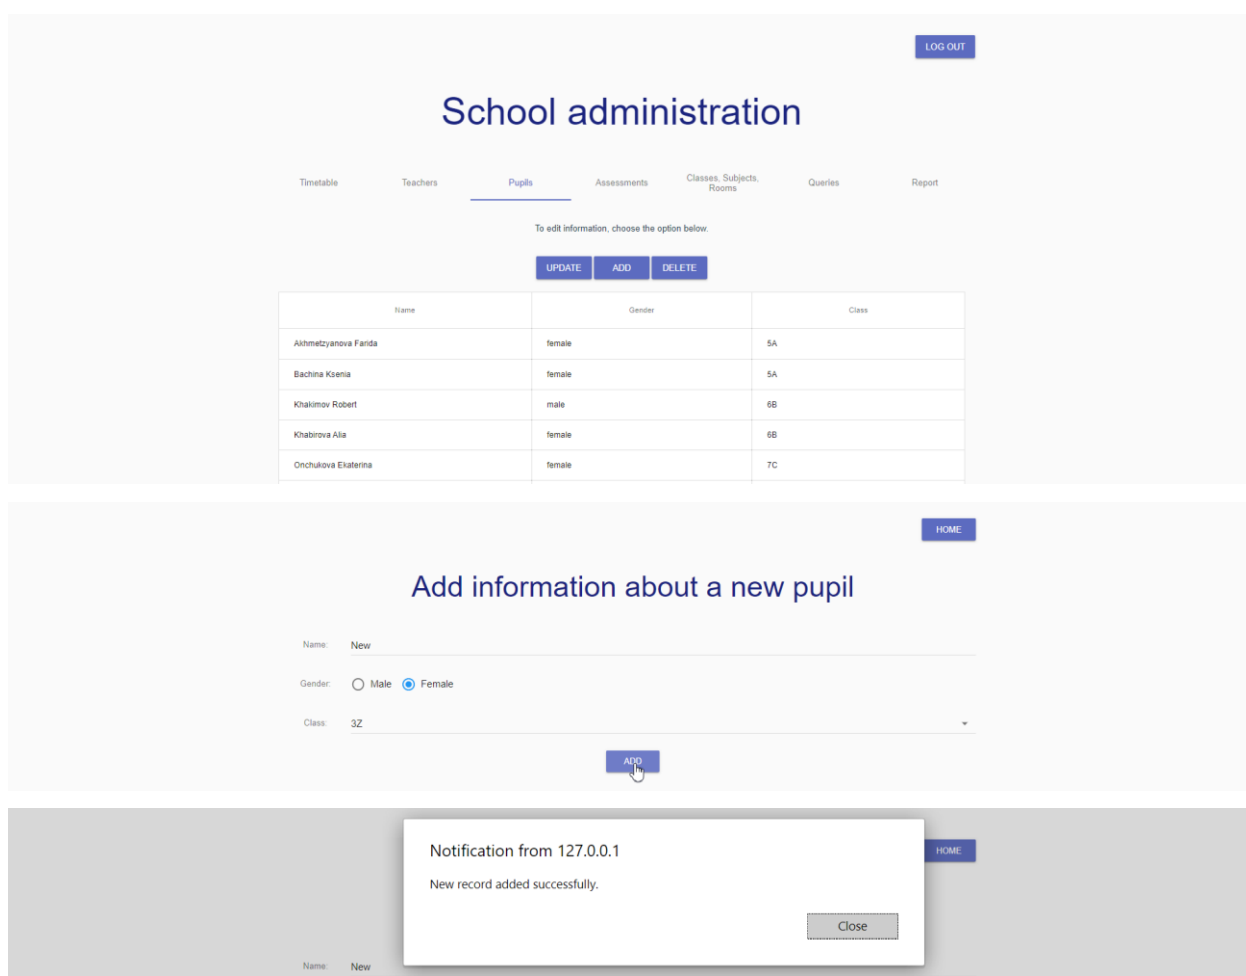 LOG OUT
School administration
Timetable Teachers Pupils Assessments Classes, Subjects, Rooms Queries Report
To edit information, choose the option below.
UPDATE ADD DELETE
Name Gender Class
Akhmetzyanova Farida female 5A
Bachina Ksenia female 5A
Khakimov Robert male 6B
Khabirova Alia female 6B
Onchukova Ekaterina female 7C
HOME
Add information about a new pupil
Name: New
Gender: Male Female
Class: 3Z
ADD
Notification from 127.0.0.1
HOME
New record added successfully.
Close
Name: New